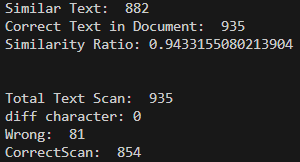 Similar Text:  882
Correct Text in Document:  935
Similarity Ratio: 0.9433155080213904
Total Text Scan:  935
diff character: 0
Wrong:  81
CorrectScan:  854